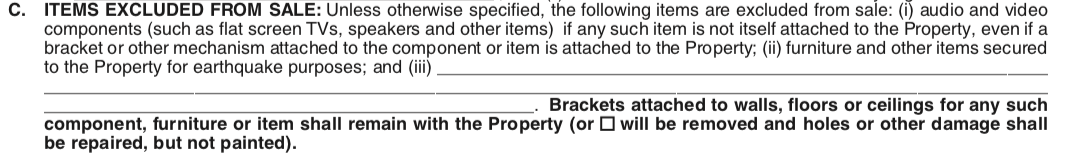 C. ITEMS EXCLUDED FROM SALE: Unless otherwise specified, the following items are excluded from sale: (i) audio and video
components (such as flat screen TVs, speakers and other items) if any such item is not itself attached to the Property, even if a
bracket or other mechanism attached to the component or item is attached to the Property; (ii) furniture and other items secured
to the Property for earthquake purposes; and (iii)
. Brackets attached to walls, floors or ceilings for any such
component, furniture or item shall remain with the Property (or ☐ will be removed and holes or other damage shall
be repaired, but not painted).